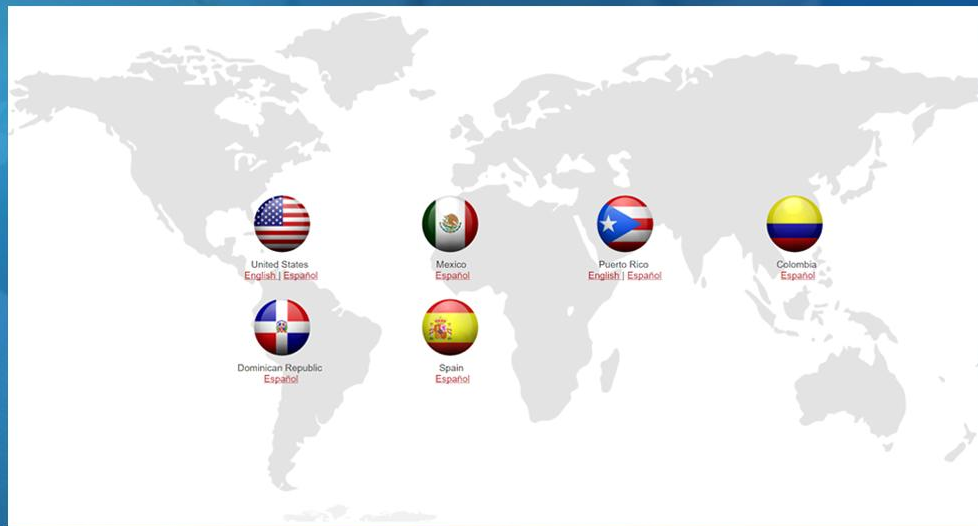 United States
English | Español
Mexico
Español
Puerto Rico
English | Español
Colombia
Español
Dominican Republic
Español
Spain
Español